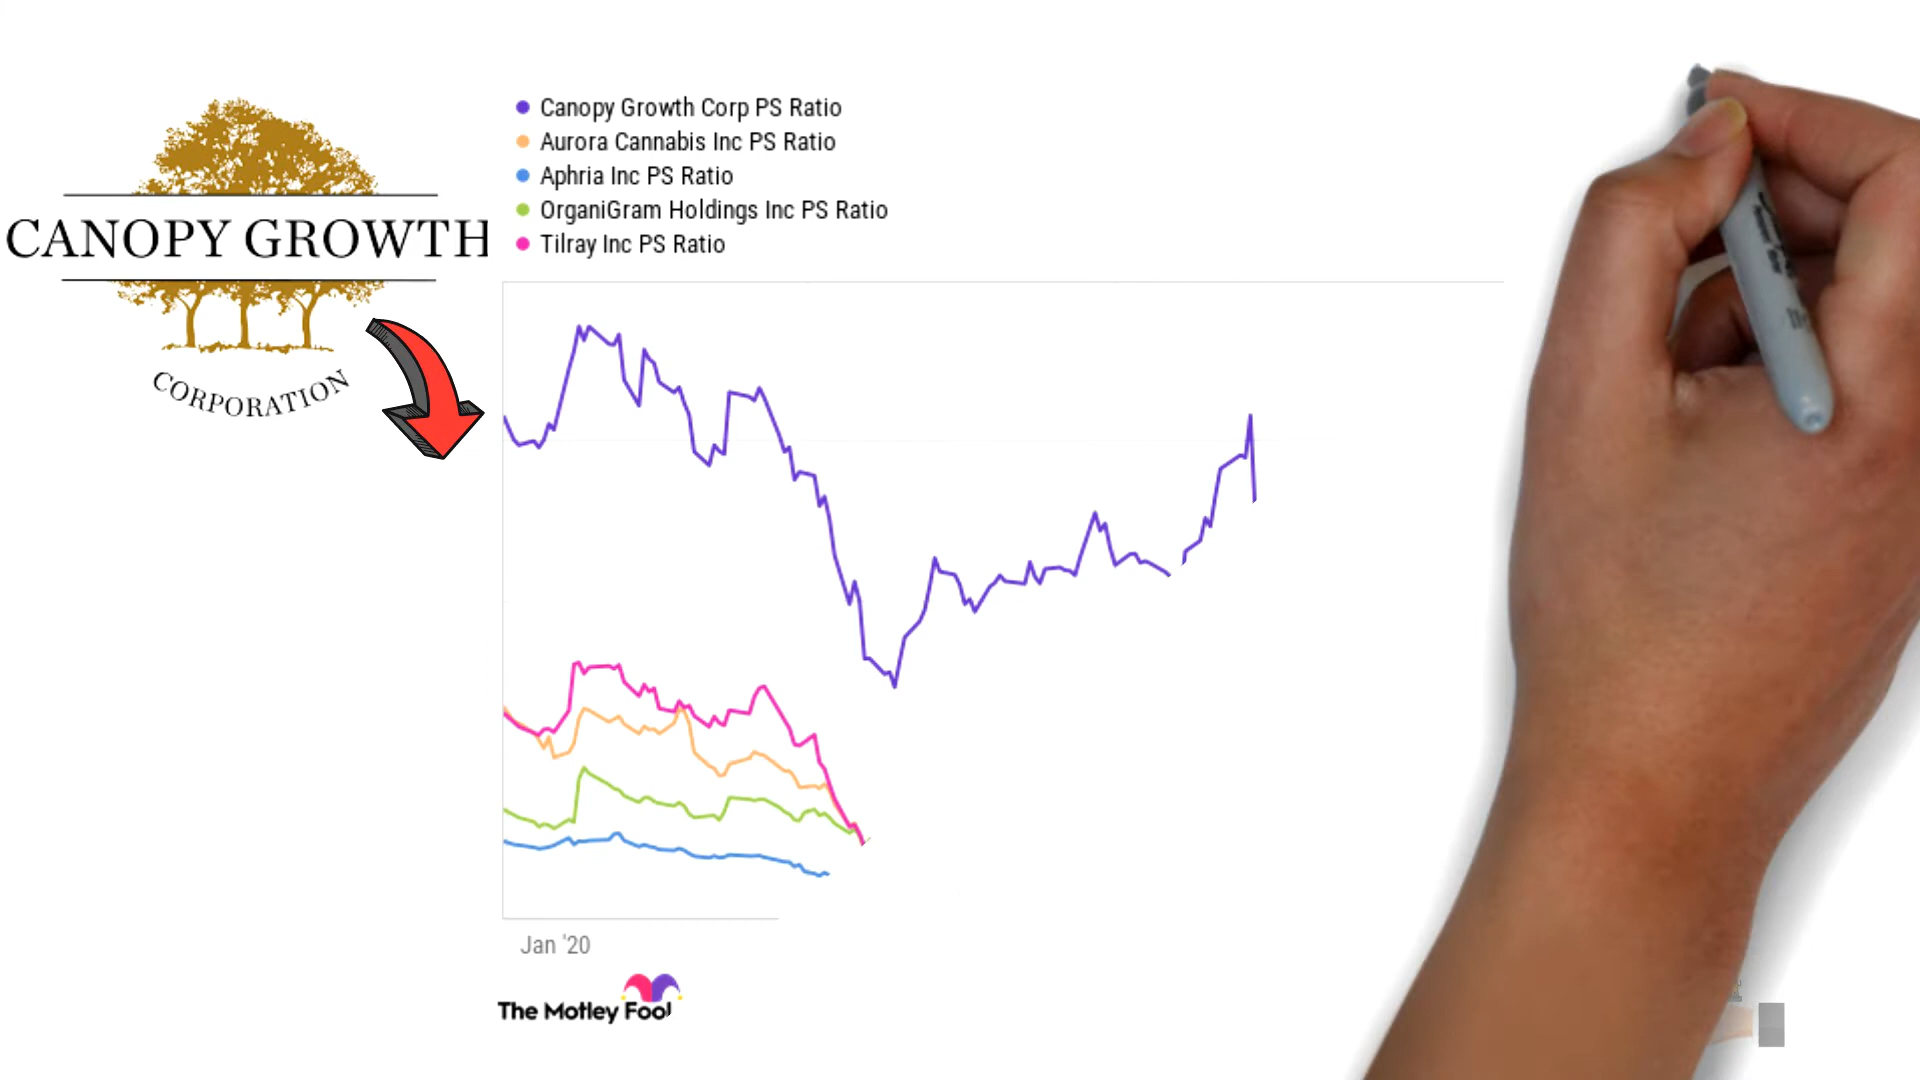 CANOPY GROWTH
CORPORATION
Canopy Growth Corp PS Ratio
Aurora Cannabis Inc PS Ratio
Aphria Inc PS Ratio
OrganiGram Holdings Inc PS Ratio
Tilray Inc PS Ratio
Jan '20
The Motley Fool